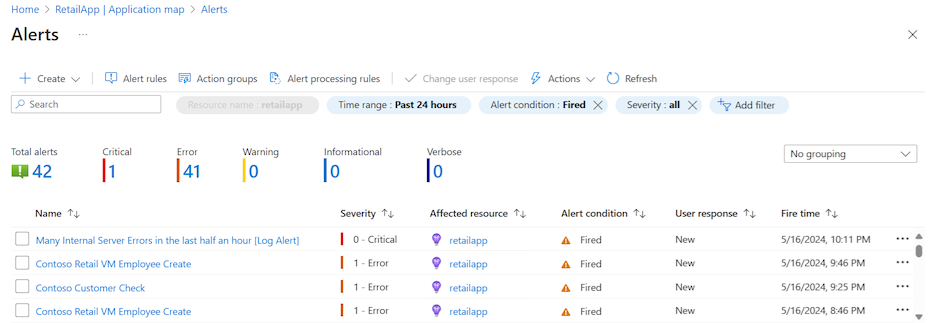 Home > RetailApp | Application map > Alerts
Alerts ...
+ Create Alert rules Action groups Alert processing rules Change user response Actions Refresh
Search Resource name : retailapp Time range : Past 24 hours Alert condition : Fired Severity : all Add filter
Total alerts Critical Error Warning Informational Verbose
42 1 41 0 0 0
No grouping
Name Severity Affected resource Alert condition User response Fire time
Many Internal Server Errors in the last half an hour [Log Alert] 0 - Critical retailapp Fired New 5/16/2024, 10:11 PM ...
Contoso Retail VM Employee Create 1 - Error retailapp Fired New 5/16/2024, 9:46 PM ...
Contoso Customer Check 1 - Error retailapp Fired New 5/16/2024, 9:25 PM ...
Contoso Retail VM Employee Create 1 - Error retailapp Fired New 5/16/2024, 8:46 PM ...